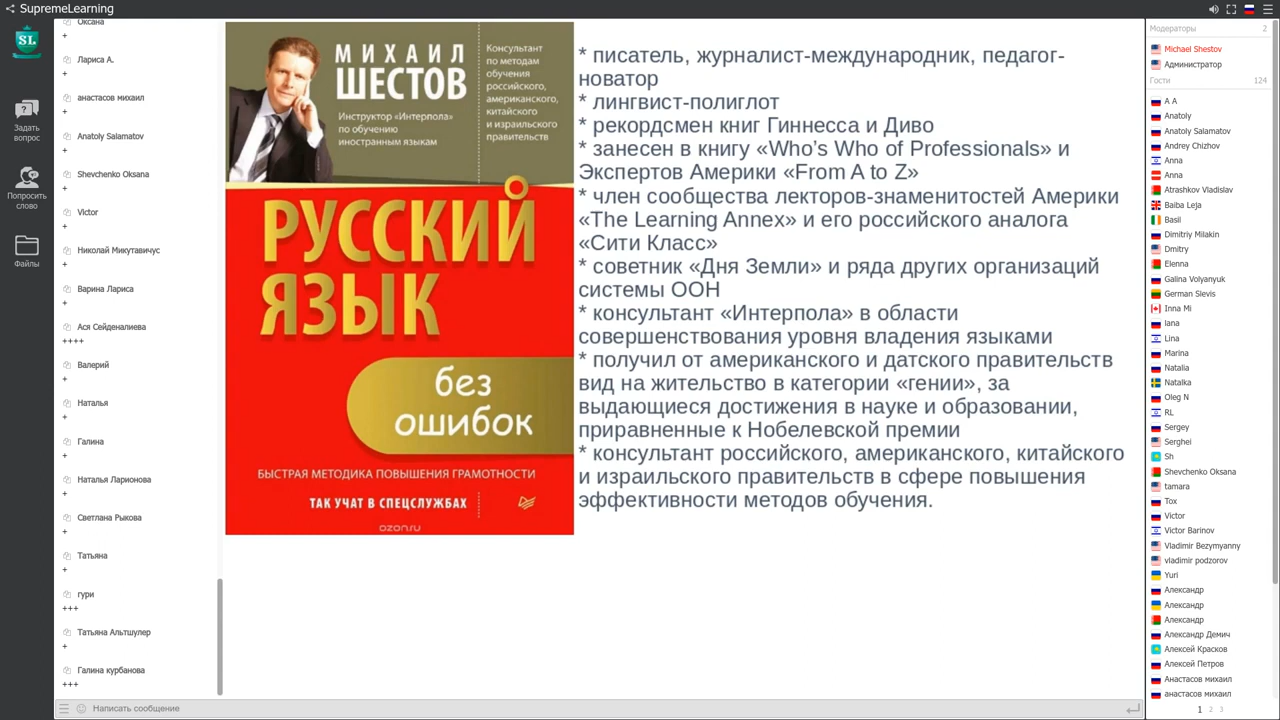 Singarenko Sergey
SL
Задать
вопрос
Попросить
слово
Файлы
Оксана
+
Лариса А.
+
анастасов михаил
+
Anatoly Salamatov
+
Shevchenko Oksana
+
Victor
+
Николай Микутавичус
+
Варина Лариса
+
Ася Сейденалиева
++++
Валерий
+
Наталья
+
Галина
+
Наталья Ларионова
+
Светлана Рыкова
+
Татьяна
+
гури
+++
Татьяна Альтшулер
+
Галина курбанова
+++
Написать сообщение
МИХАИЛ
ШЕСТОВ
Инструктор «Интерпола»
по обучению
иностранным языкам
Консультант
по методам
обучения
российского,
американского,
китайского
и израильского
правительств
РУССКИЙ
ЯЗЫК
без
ошибок
БЫСТРАЯ МЕТОДИКА ПОВЫШЕНИЯ ГРАМОТНОСТИ
ТАК УЧАТ В СПЕЦСЛУЖБАХ
ozon.ru
* писатель, журналист-международник, педагог-
новатор
* лингвист-полиглот
* рекордсмен книг Гиннесса и Диво
* занесен в книгу «Who's Who of Professionals» и
Экспертов Америки «From A to Z»
* член сообщества лекторов-знаменитостей Америки
«The Learning Annex» и его российского аналога
«Сити Класс»
* советник «Дня Земли» и ряда других организаций
системы ООН
* консультант «Интерпола» в области
совершенствования уровня владения языками
* получил от американского и датского правительств
вид на жительство в категории «гении», за
выдающиеся достижения в науке и образовании,
приравненные к Нобелевской премии
* консультант российского, американского, китайского
и израильского правительств в сфере повышения
эффективности методов обучения.
Модераторы 2
Michael Shestov
Администратор
Гости 124
A A
Anatoly
Anatoly Salamatov
Andrey Chizhov
Anna
Anna
Atrashkov Vladislav
Baiba Leja
Basil
Dimitriy Milakin
Dmitry
Elenna
Galina Volyanyuk
German Slevis
Inna Mi
Iana
Lina
Marina
Natalia
Natalka
Oleg N
RL
Sergey
Serghei
Sh
Shevchenko Oksana
tamara
Tox
Victor
Victor Barinov
Vladimir Bezymyanny
vladimir podzorov
Yuri
Александр
Александр
Александр
Александр Демич
Алексей Красков
Алексей Петров
Анастасов михаил
анастасов михаил
1 2 3